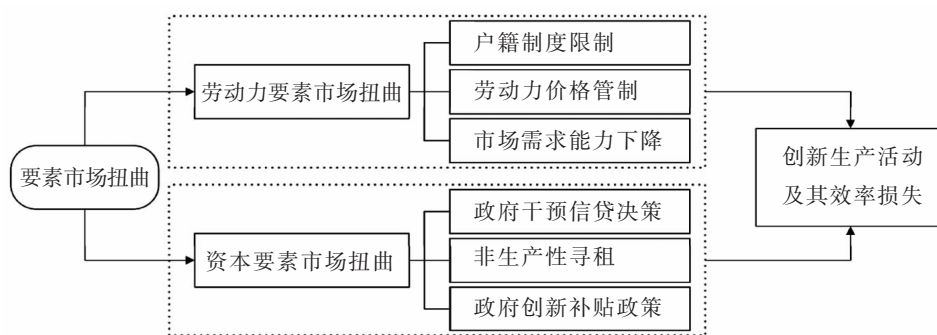 户籍制度限制
劳动力要素市场扭曲
劳动力价格管制
市场需求能力下降
要素市场扭曲
创新生产活动
及其效率损失
政府干预信贷决策
资本要素市场扭曲
非生产性寻租
政府创新补贴政策